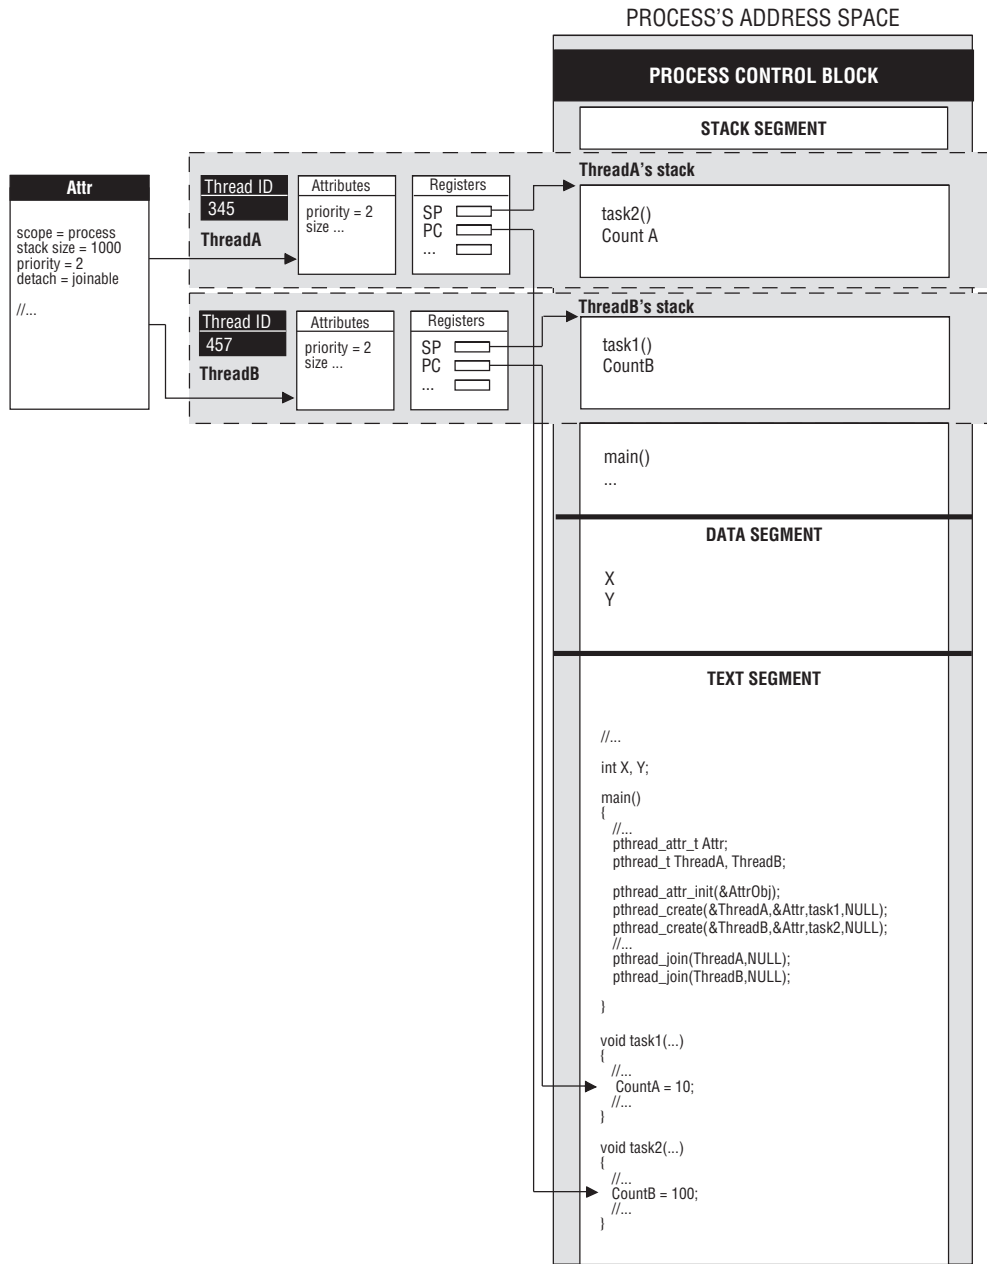 PROCESS'S ADDRESS SPACE
PROCESS CONTROL BLOCK
STACK SEGMENT
Attr
scope = process
stack size = 1000
priority = 2
detach = joinable
//...
Thread ID
345
ThreadA
Attributes
priority = 2
size ...
Registers
SP
PC
...
ThreadA's stack
task2()
Count A
Thread ID
457
ThreadB
Attributes
priority = 2
size ...
Registers
SP
PC
...
ThreadB's stack
task1()
CountB
main()
...
DATA SEGMENT
X
Y
TEXT SEGMENT
//...
int X, Y;
main()
{
//...
pthread_attr_t Attr;
pthread_t ThreadA, ThreadB;
pthread_attr_init(&AttrObj);
pthread_create(&ThreadA,&Attr,task1,NULL);
pthread_create(&ThreadB,&Attr,task2,NULL);
//...
pthread_join(ThreadA,NULL);
pthread_join(ThreadB,NULL);
}
void task1(...)
{
//...
CountA = 10;
//...
}
void task2(...)
{
//...
CountB = 100;
//...
}